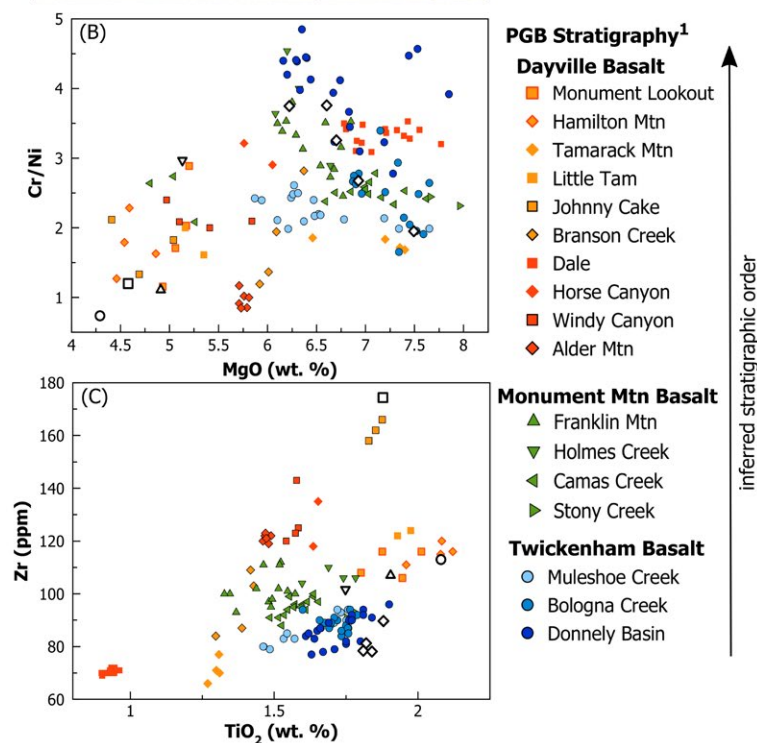 (B)
Cr/Ni
5
4
3
2
1
4 4.5 5 5.5 6 6.5 7 7.5 8
MgO (wt. %)
(C)
Zr (ppm)
180
160
140
120
100
80
60
1 1.5 2
TiO₂ (wt. %)
PGB Stratigraphy¹
Dayville Basalt
Monument Lookout
Hamilton Mtn
Tamarack Mtn
Little Tam
Johnny Cake
Branson Creek
Dale
Horse Canyon
Windy Canyon
Alder Mtn
Monument Mtn Basalt
Franklin Mtn
Holmes Creek
Camas Creek
Stony Creek
Twickenham Basalt
Muleshoe Creek
Bologna Creek
Donnely Basin
inferred stratigraphic order